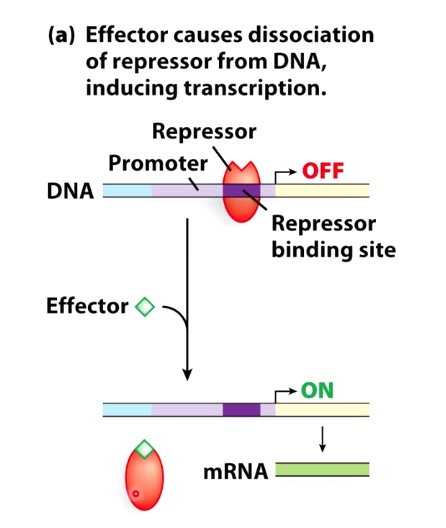 (a) Effector causes dissociation
of repressor from DNA,
inducing transcription.
Repressor
Promoter
OFF
DNA
Repressor
binding site
Effector
ON
mRNA